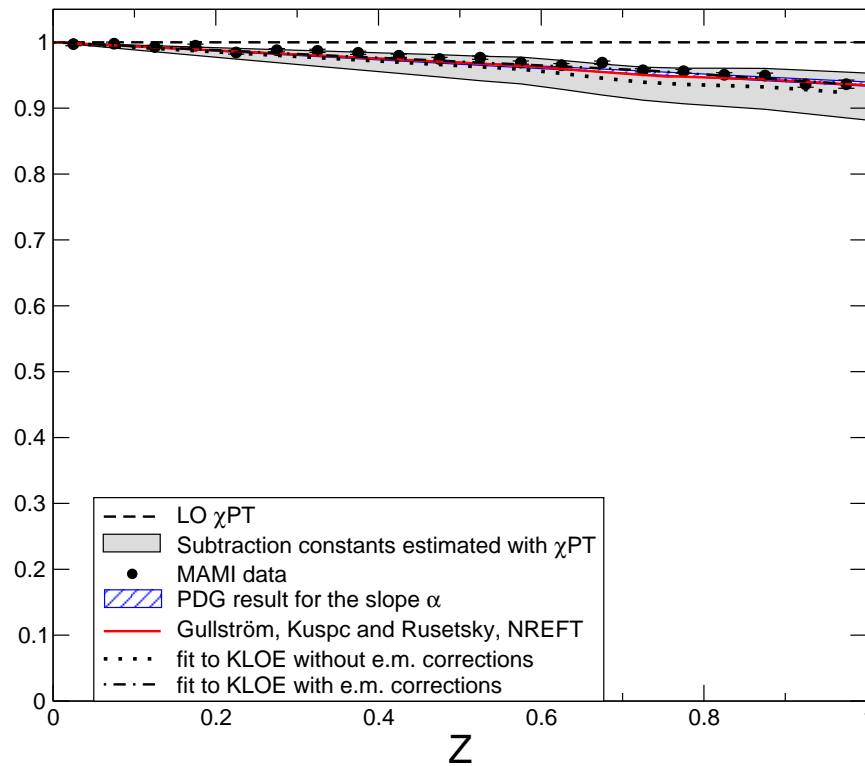 1
0.9
0.8
0.7
0.6
0.5
0.4
0.3
0.2
0.1
0
LO χPT
Subtraction constants estimated with χPT
MAMI data
PDG result for the slope α
Gullström, Kuspc and Rusetsky, NREFT
fit to KLOE without e.m. corrections
fit to KLOE with e.m. corrections
0 0.2 0.4 0.6 0.8
Z